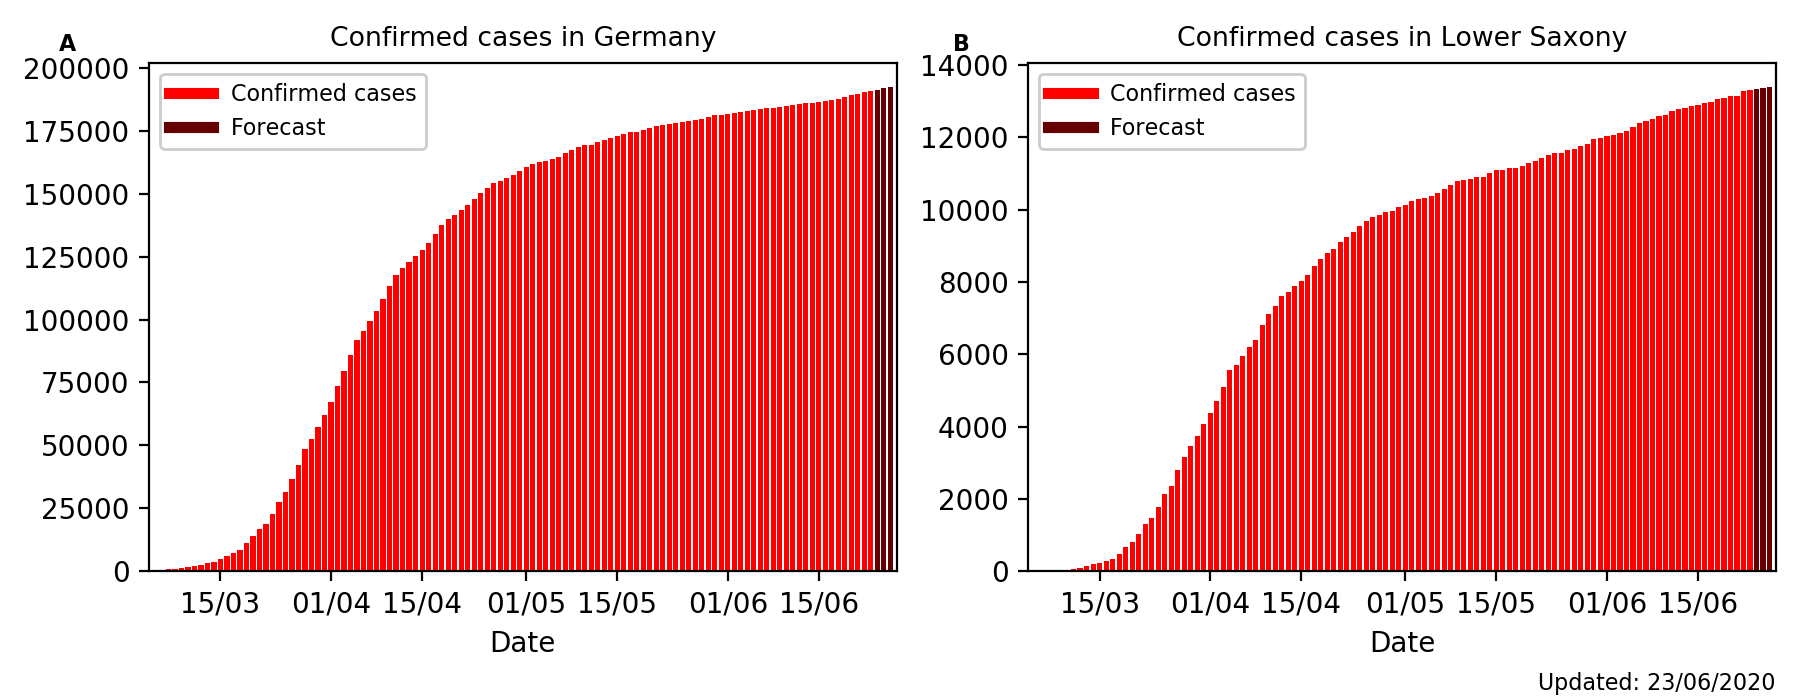 A
Confirmed cases in Germany
200000
175000
150000
125000
100000
75000
50000
25000
0
Confirmed cases
Forecast
15/03 01/04 15/04 01/05 15/05 01/06 15/06
Date
B
Confirmed cases in Lower Saxony
14000
12000
10000
8000
6000
4000
2000
0
Confirmed cases
Forecast
15/03 01/04 15/04 01/05 15/05 01/06 15/06
Date
Updated: 23/06/2020